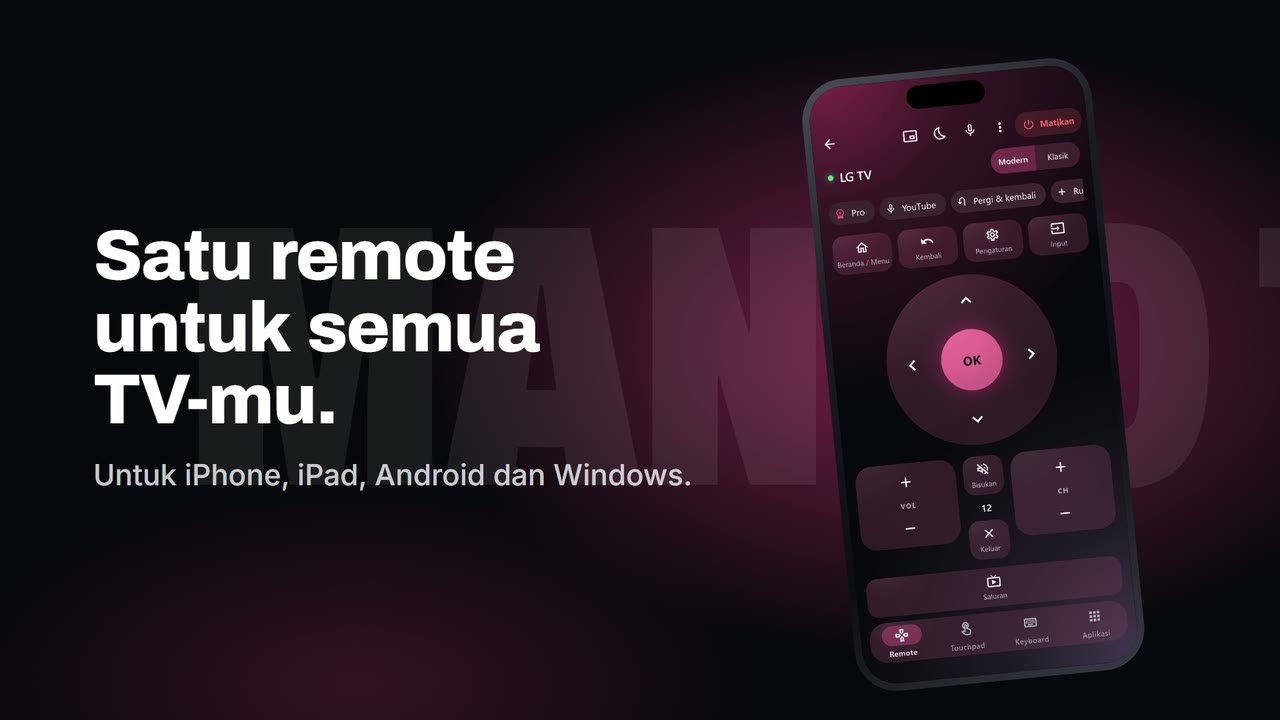 Satu remote
untuk semua
TV-mu.
Untuk iPhone, iPad, Android dan Windows.
Matikan
LG TV
Modern Klasik
Pro YouTube Pergi & kembali
Beranda / Menu Kembali Pengaturan Input
OK
+ +
VOL Bisukan CH
12
− −
Keluar
Saluran
Remote Touchpad Keyboard Aplikasi